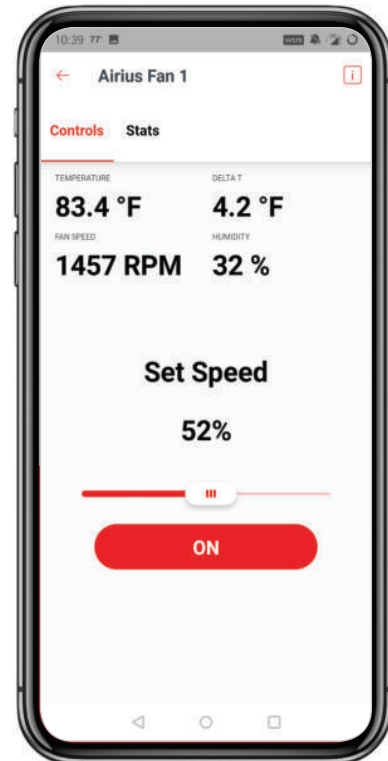 10:39 77°
← Airius Fan 1 i
Controls Stats
TEMPERATURE DELTA T
83.4 °F 4.2 °F
FAN SPEED HUMIDITY
1457 RPM 32 %
Set Speed
52%
ON